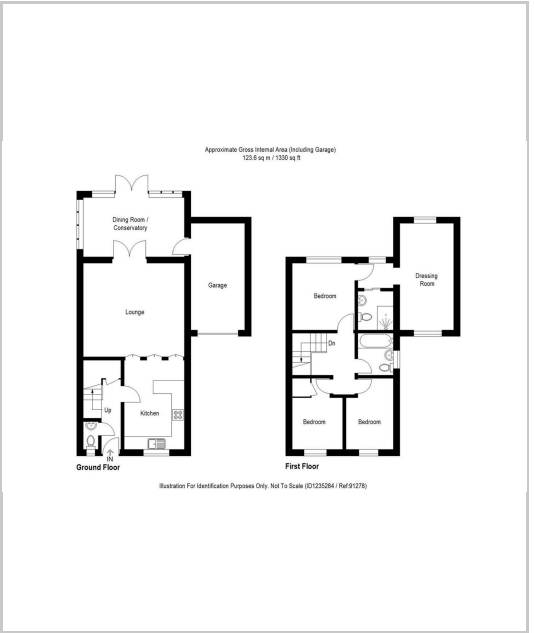 Approximate Gross Internal Area (Including Garage)
123.6 sq m / 1330 sq ft
Dining Room /
Conservatory
Garage
Lounge
Up
Kitchen
IN
Ground Floor
Dressing
Room
Bedroom
Dn
Bedroom
Bedroom
First Floor
Illustration For Identification Purposes Only. Not To Scale (ID1235284 / Ref:91278)